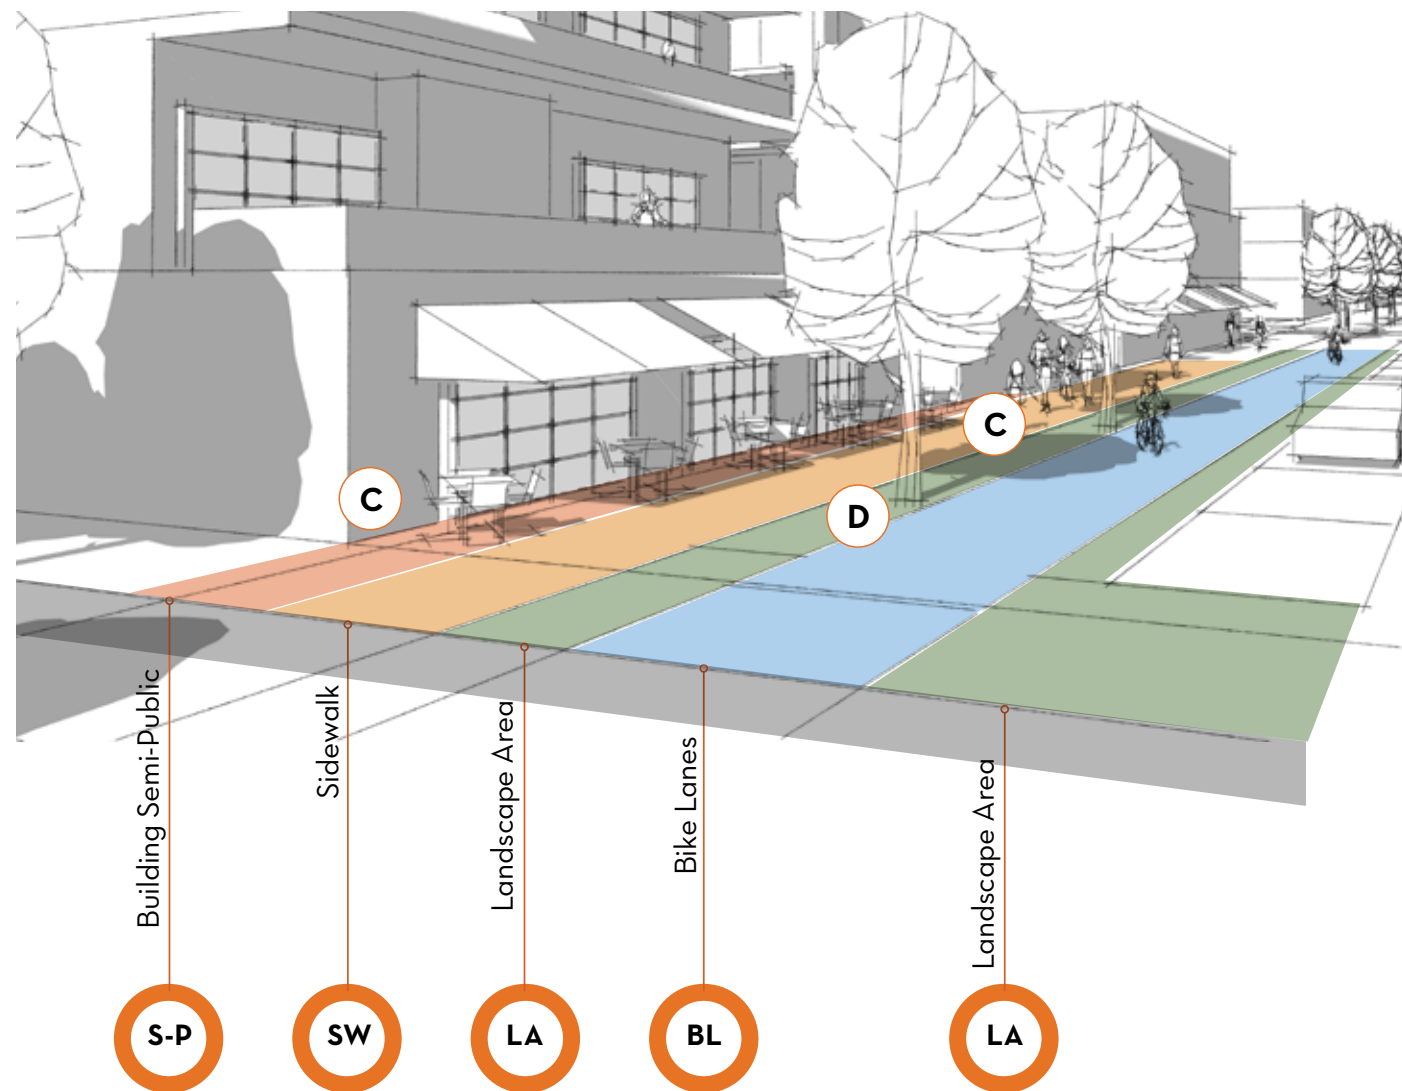 C
C
D
Building Semi-Public
Sidewalk
Landscape Area
Bike Lanes
Landscape Area
S-P
SW
LA
BL
LA